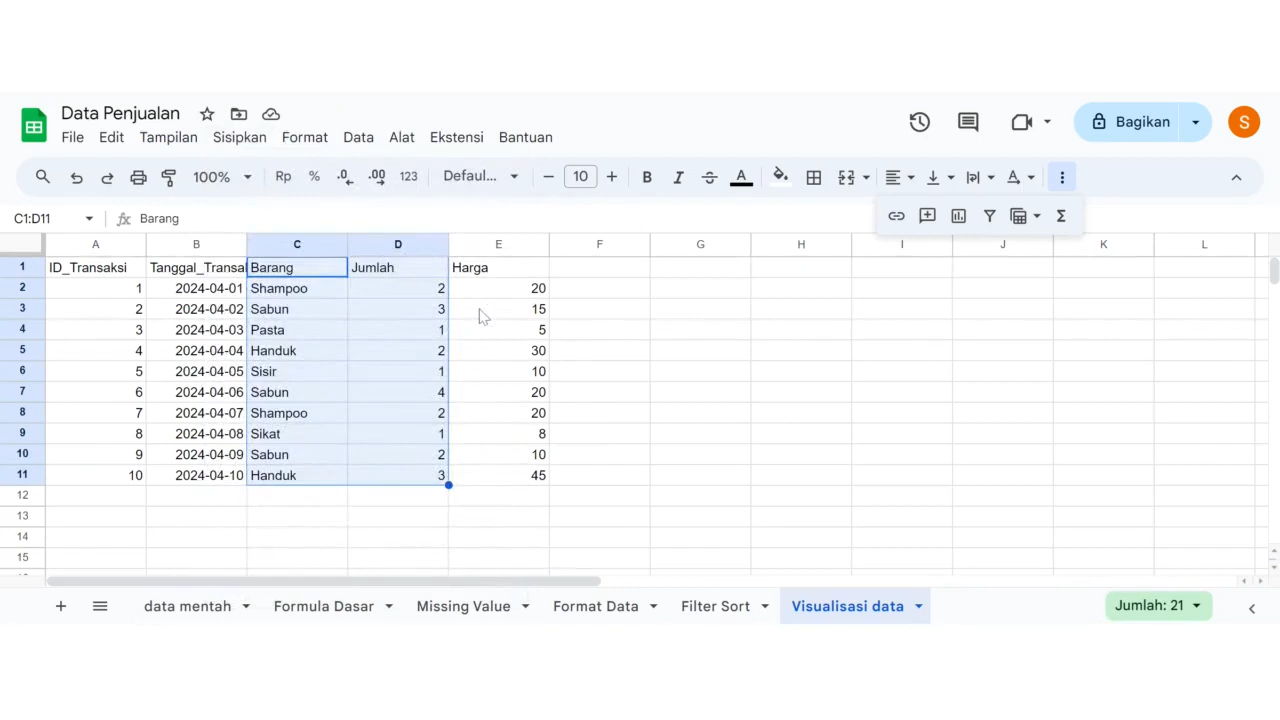 Data Penjualan
File Edit Tampilan Sisipkan Format Data Alat Ekstensi Bantuan
Bagikan
S
100% Rp % .0 .00 123 Defaul... 10 B I S A
C1:D11 fx Barang
A B C D E F G H I J K L
1 ID_Transaksi Tanggal_Transal Barang Jumlah Harga
2 1 2024-04-01 Shampoo 2 20
3 2 2024-04-02 Sabun 3 15
4 3 2024-04-03 Pasta 1 5
5 4 2024-04-04 Handuk 2 30
6 5 2024-04-05 Sisir 1 10
7 6 2024-04-06 Sabun 4 20
8 7 2024-04-07 Shampoo 2 20
9 8 2024-04-08 Sikat 1 8
10 9 2024-04-09 Sabun 2 10
11 10 2024-04-10 Handuk 3 45
12
13
14
15
data mentah Formula Dasar Missing Value Format Data Filter Sort Visualisasi data Jumlah: 21